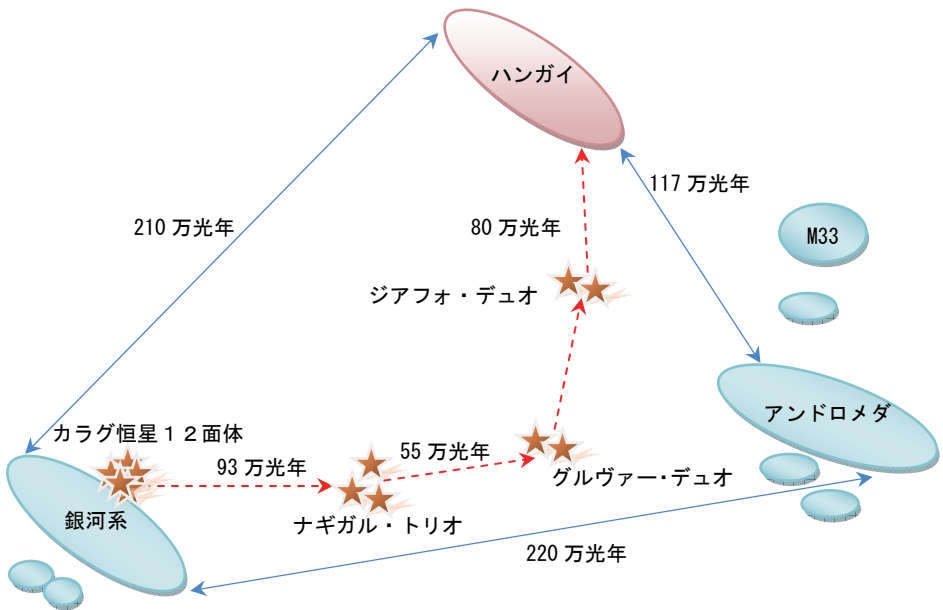 ハンガイ
210 万光年
117 万光年
80 万光年
M33
ジアフォ・デュオ
アンドロメダ
カラグ恒星１２面体
93 万光年
55 万光年
グルヴァー・デュオ
銀河系
ナギガル・トリオ
220 万光年